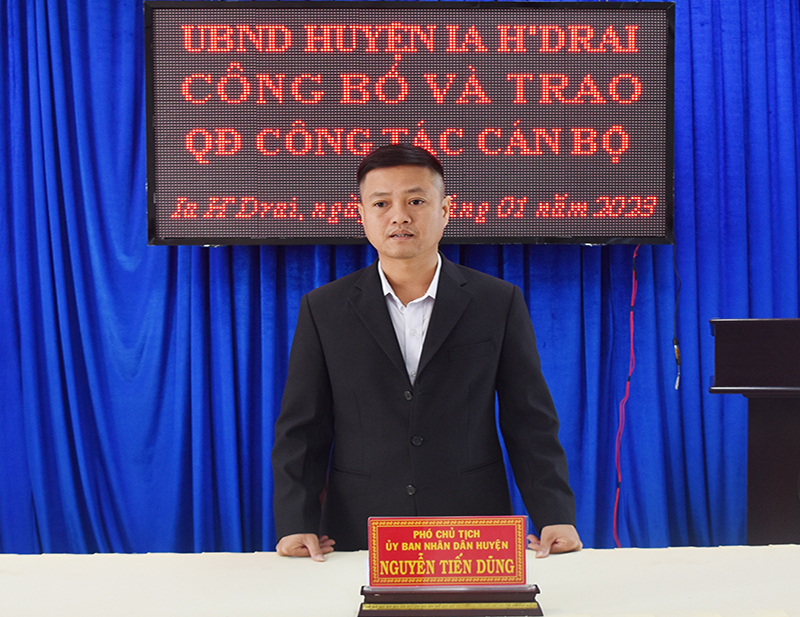 UBND HUYỆN IA H'DRAI
CÔNG BỐ VÀ TRAO
QĐ CÔNG TÁC CÁN BỘ
Ia H'Drai, 01 năm 2023
PHÓ CHỦ TỊCH
ỦY BAN NHÂN DÂN HUYỆN
NGUYỄN TIẾN DŨNG